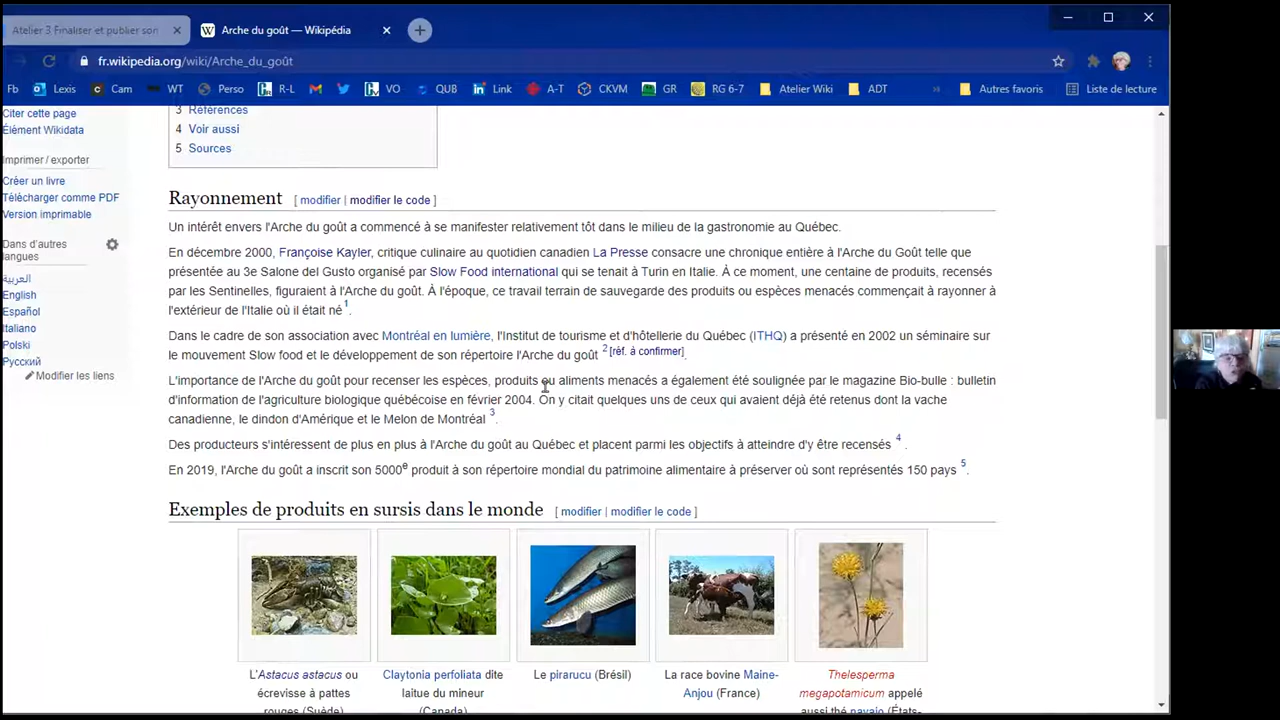 Atelier 3 Finaliser et publier son
Arche du goût — Wikipédia
fr.wikipedia.org/wiki/Arche_du_goût
Fb Lexis Cam WT Perso R-L VO QUB Link A-T CKVM GR RG 6-7 Atelier Wiki ADT » Autres favoris Liste de lecture
Citer cette page
Élément Wikidata
Imprimer / exporter
Créer un livre
Télécharger comme PDF
Version imprimable
Dans d'autres
langues
العربية
English
Español
Italiano
Polski
Русский
Modifier les liens
3 Références
4 Voir aussi
5 Sources
Rayonnement [ modifier | modifier le code ]
Un intérêt envers l'Arche du goût a commencé à se manifester relativement tôt dans le milieu de la gastronomie au Québec.
En décembre 2000, Françoise Kayler, critique culinaire au quotidien canadien La Presse consacre une chronique entière à l'Arche du Goût telle que
présentée au 3e Salone del Gusto organisé par Slow Food international qui se tenait à Turin en Italie. À ce moment, une centaine de produits, recensés
par les Sentinelles, figuraient à l'Arche du goût. À l'époque, ce travail terrain de sauvegarde des produits ou espèces menacés commençait à rayonner à
l'extérieur de l'Italie où il était né 1.
Dans le cadre de son association avec Montréal en lumière, l'Institut de tourisme et d'hôtellerie du Québec (ITHQ) a présenté en 2002 un séminaire sur
le mouvement Slow food et le développement de son répertoire l'Arche du goût 2 [réf. à confirmer].
L'importance de l'Arche du goût pour recenser les espèces, produits ou aliments menacés a également été soulignée par le magazine Bio-bulle : bulletin
d'information de l'agriculture biologique québécoise en février 2004. On y citait quelques uns de ceux qui avaient déjà été retenus dont la vache
canadienne, le dindon d'Amérique et le Melon de Montréal 3.
Des producteurs s'intéressent de plus en plus à l'Arche du goût au Québec et placent parmi les objectifs à atteindre d'y être recensés 4 .
En 2019, l'Arche du goût a inscrit son 5000e produit à son répertoire mondial du patrimoine alimentaire à préserver où sont représentés 150 pays 5.
Exemples de produits en sursis dans le monde [ modifier | modifier le code ]
L'Astacus astacus ou
écrevisse à pattes
rouges (Suède)
Claytonia perfoliata dite
laitue du mineur
(Canada)
Le pirarucu (Brésil)
La race bovine Maine-
Anjou (France)
Thelesperma
megapotamicum appelé
aussi thé navajo (États-